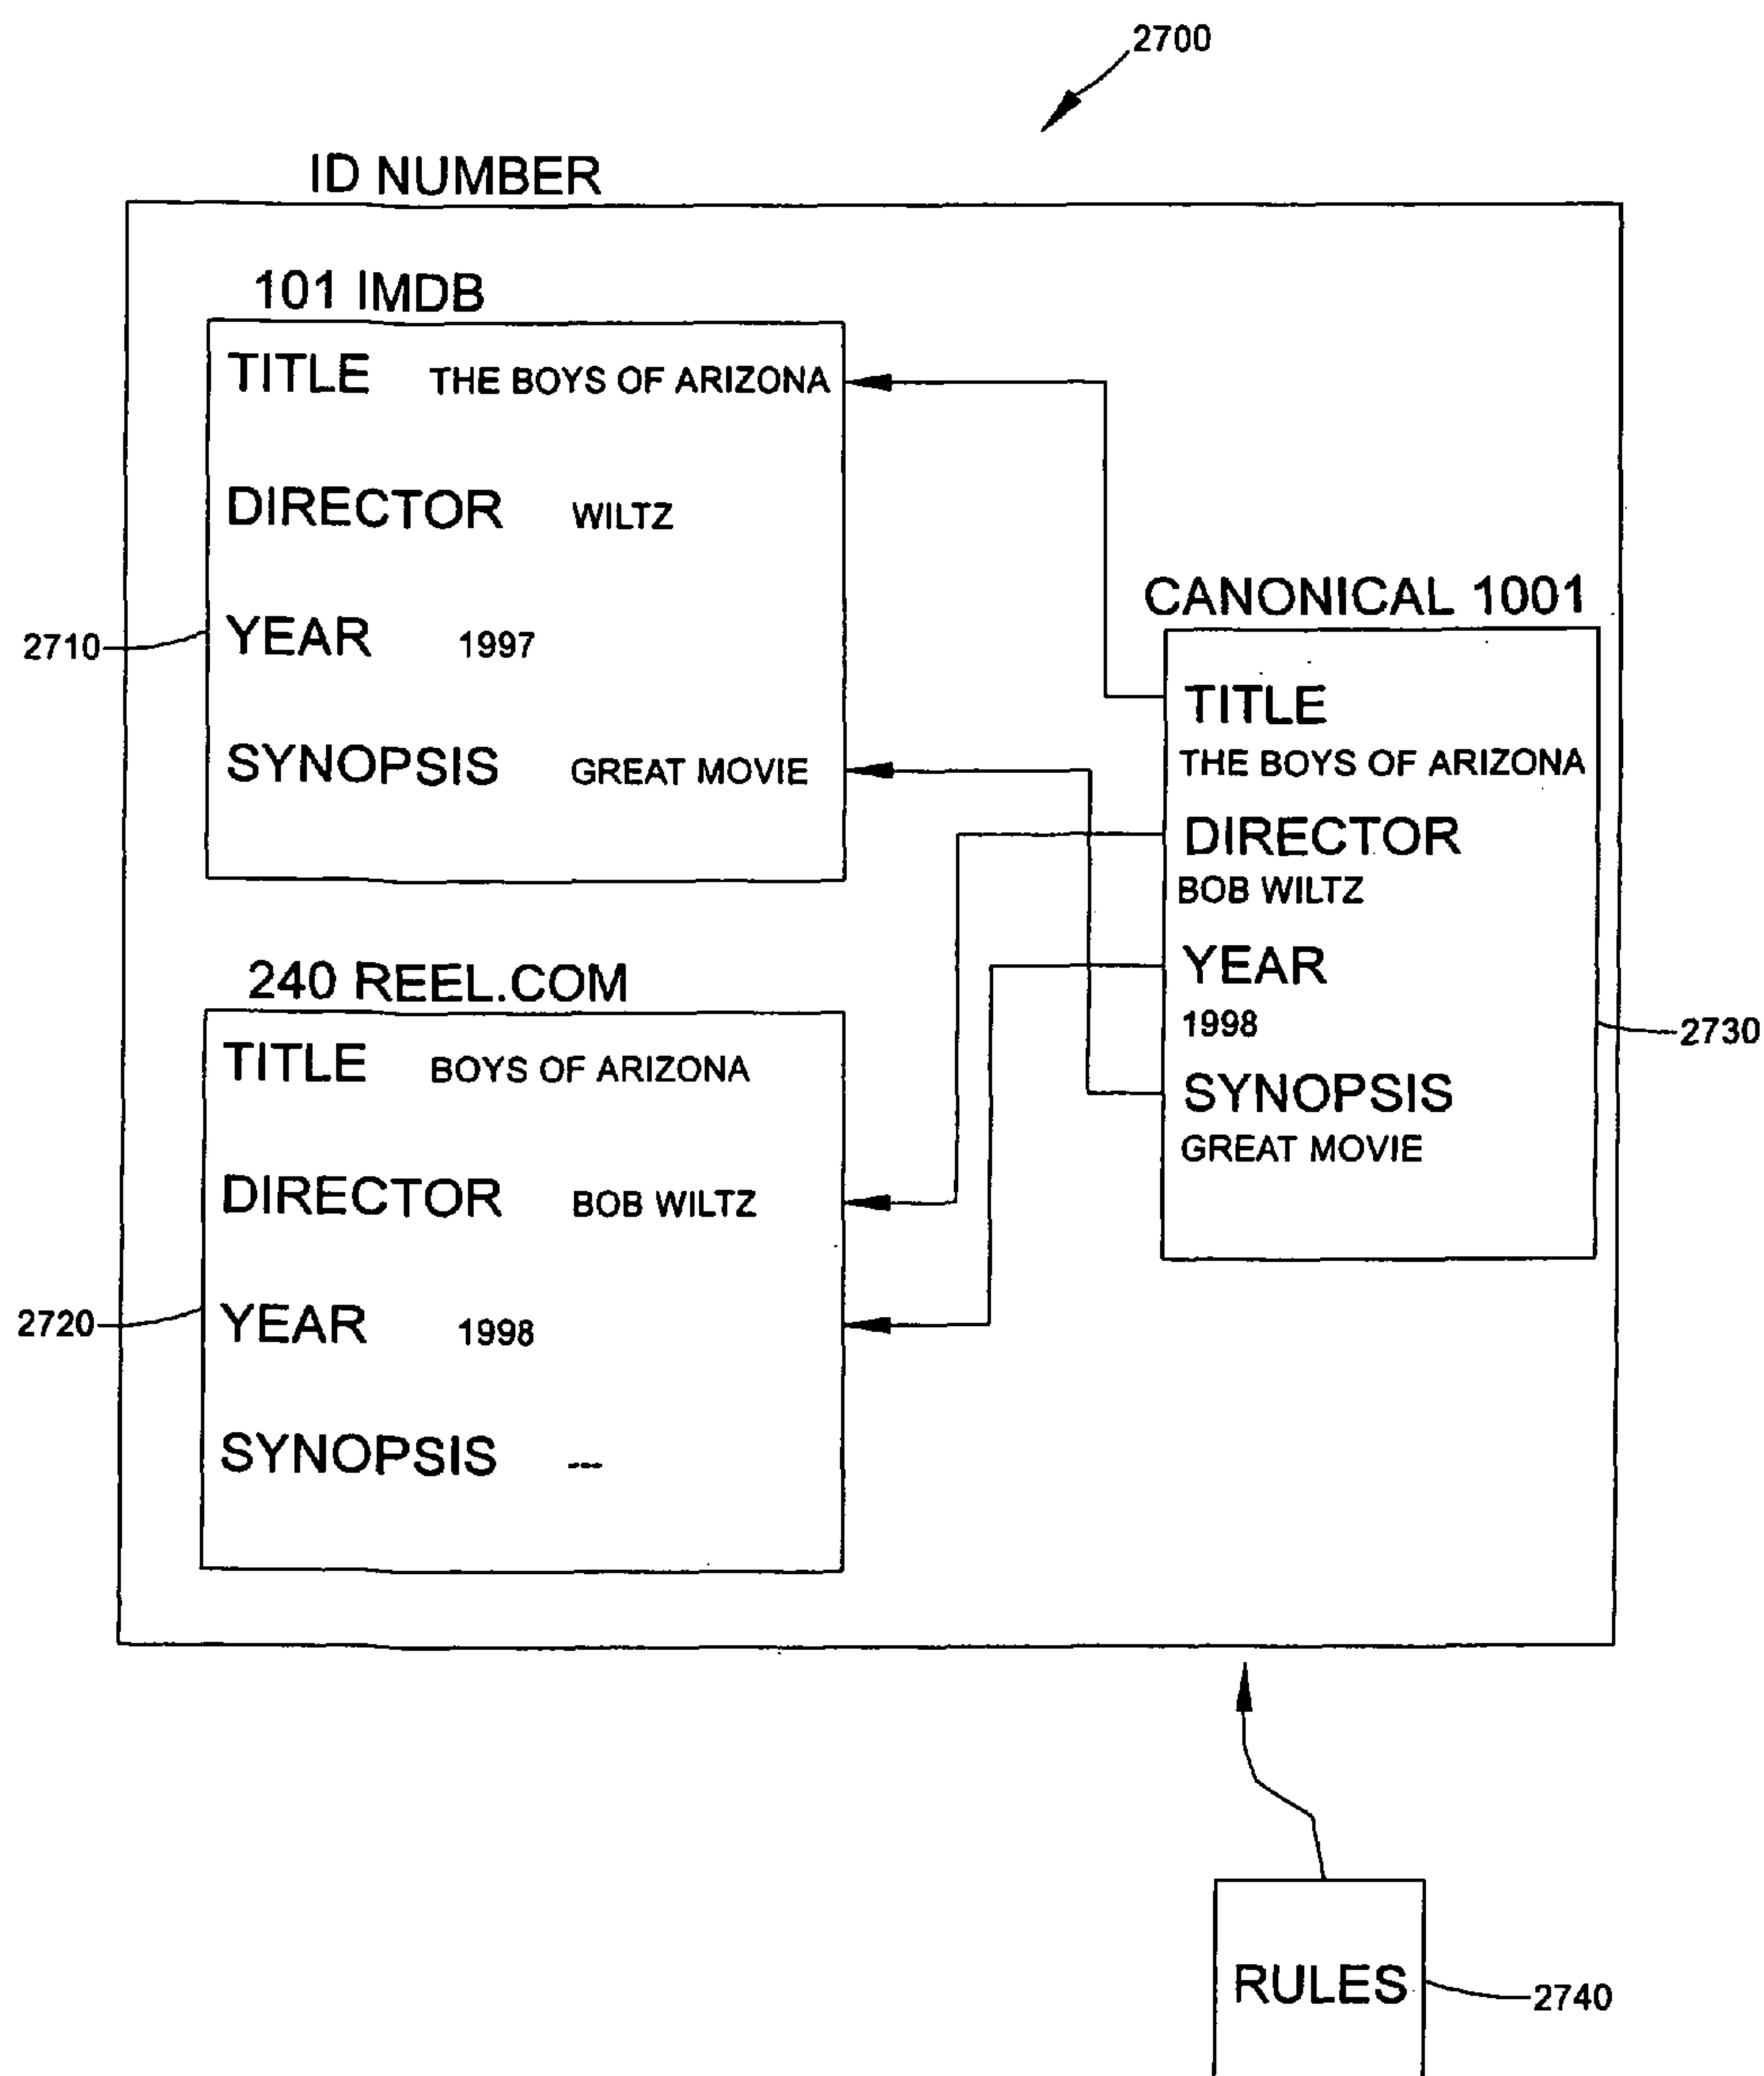 2700
ID NUMBER
101 IMDB
TITLE THE BOYS OF ARIZONA
DIRECTOR WILTZ
2710
YEAR 1997
SYNOPSIS GREAT MOVIE
240 REEL.COM
TITLE BOYS OF ARIZONA
DIRECTOR BOB WILTZ
2720
YEAR 1998
SYNOPSIS ---
CANONICAL 1001
TITLE
THE BOYS OF ARIZONA
DIRECTOR
BOB WILTZ
YEAR
1998
2730
SYNOPSIS
GREAT MOVIE
RULES
2740